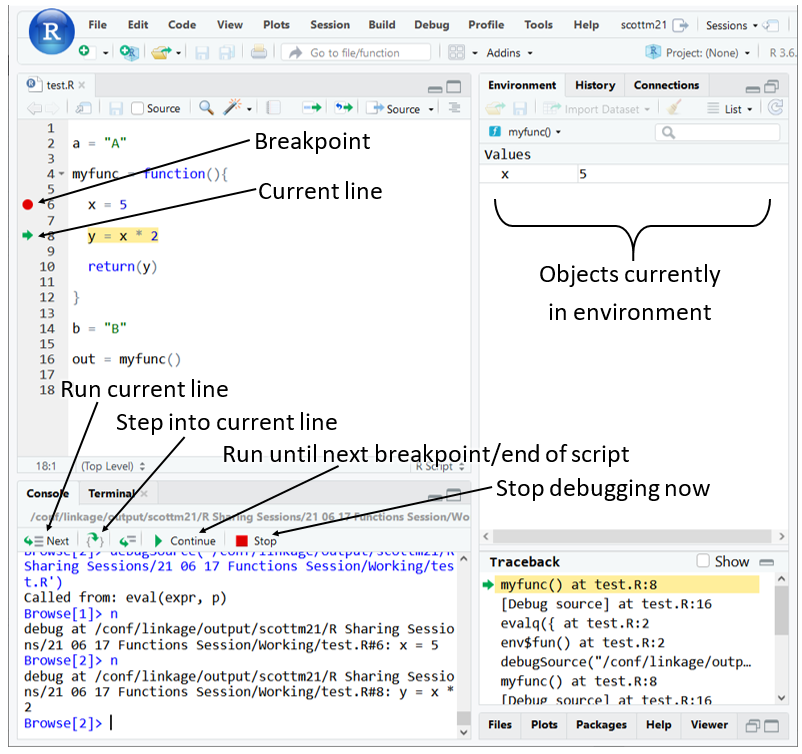 File Edit Code View Plots Session Build Debug Profile Tools Help scottm21 Sessions
R
Go to file/function Addins Project: (None) R 3.6.
test.R
Source Source
1
2 a = "A"
3
4 myfunc = function(){
5
6 x = 5
7
8 y = x * 2
9
10 return(y)
11
12 }
13
14 b = "B"
15
16 out = myfunc()
17
18
Breakpoint
Current line
Run current line
Step into current line
Run until next breakpoint/end of script
Stop debugging now
18:1 (Top Level) R Script
Environment History Connections
Import Dataset List
myfunc()
Values
x 5
Objects currently
in environment
Console Terminal
/conf/linkage/output/scottm21/R Sharing Sessions/21 06 17 Functions Session/Wo
Next Continue Stop
Browse[2]> debugSource('/conf/linkage/output/scottm21/R
Sharing Sessions/21 06 17 Functions Session/Working/tes
t.R')
Called from: eval(expr, p)
Browse[1]> n
debug at /conf/linkage/output/scottm21/R Sharing Sessio
ns/21 06 17 Functions Session/Working/test.R#6: x = 5
Browse[2]> n
debug at /conf/linkage/output/scottm21/R Sharing Sessio
ns/21 06 17 Functions Session/Working/test.R#8: y = x *
2
Browse[2]>
Traceback Show
myfunc() at test.R:8
[Debug source] at test.R:16
evalq({ at test.R:2
env$fun() at test.R:2
debugSource("/conf/linkage/outp…
myfunc() at test.R:8
[Debug source] at test.R:16
Files Plots Packages Help Viewer